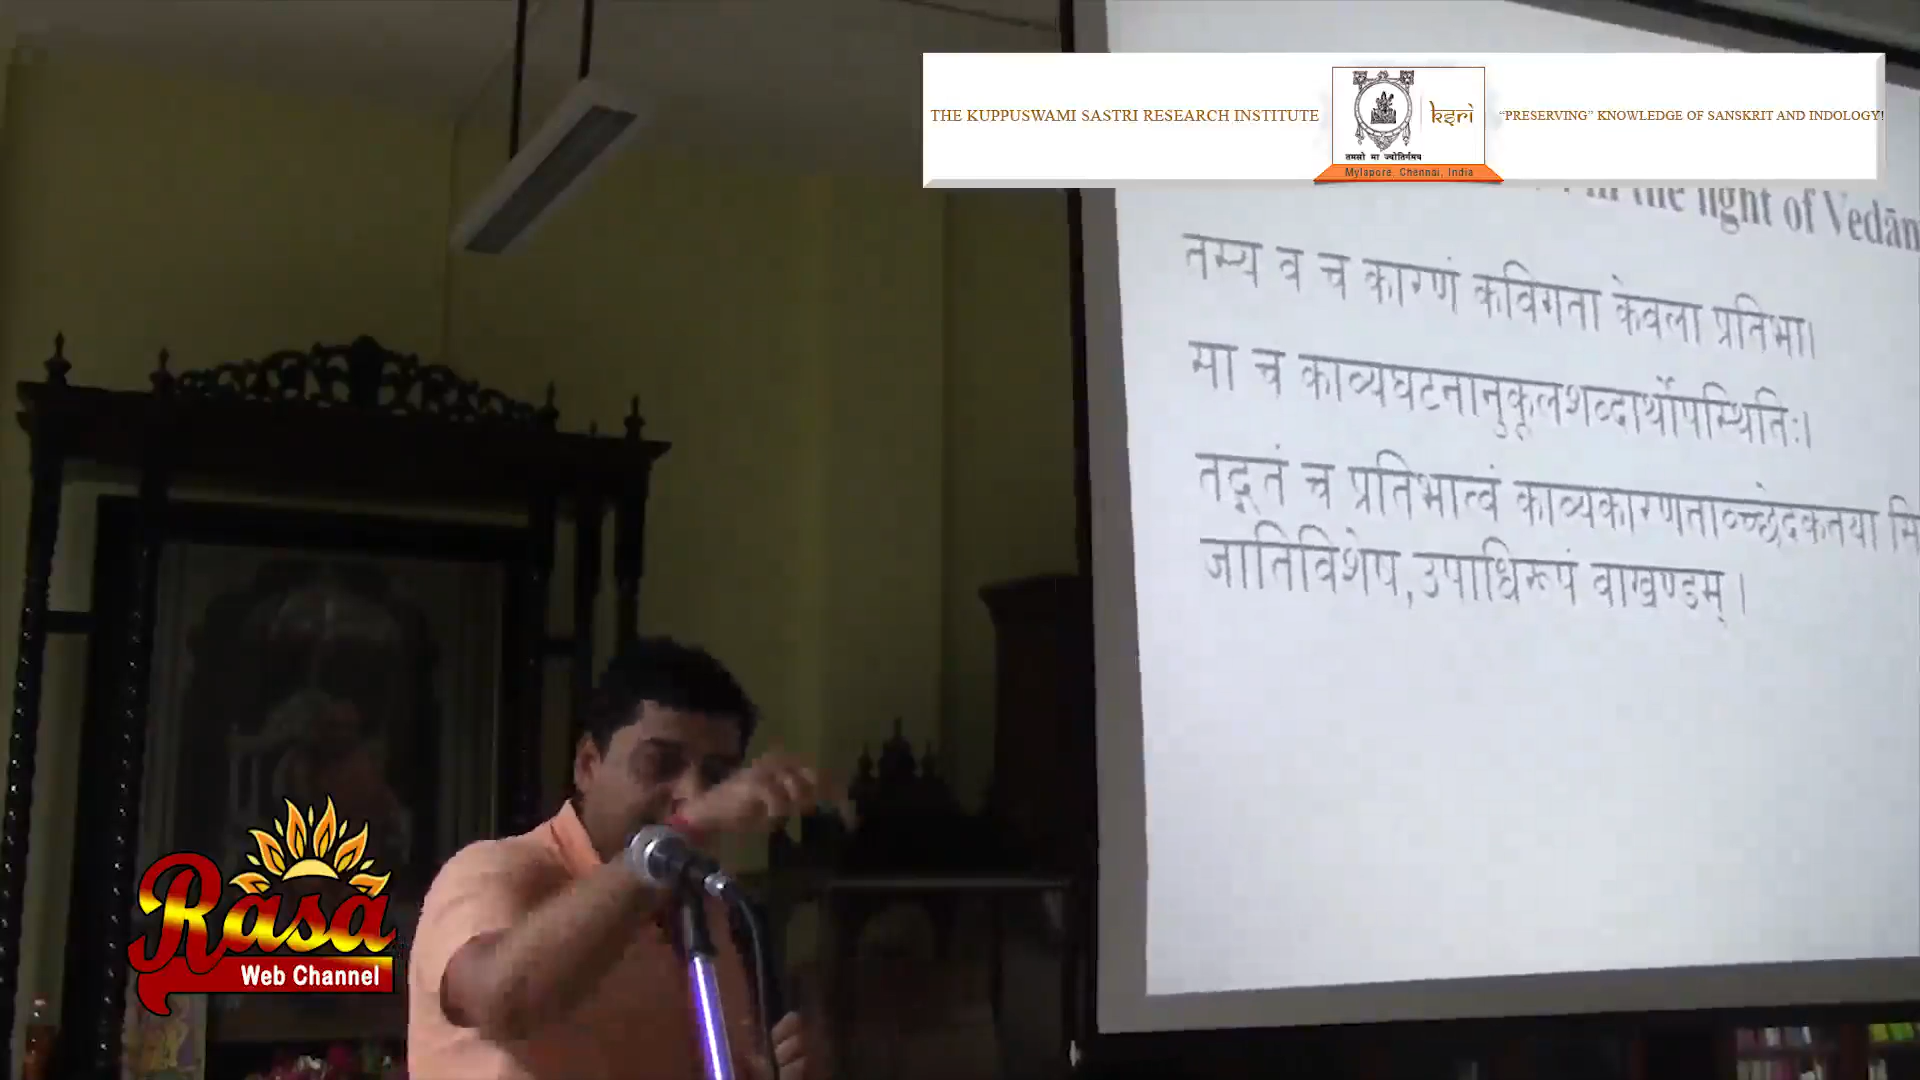 THE KUPPUSWAMI SASTRI RESEARCH INSTITUTE
ksri
“PRESERVING” KNOWLEDGE OF SANSKRIT AND INDOLOGY!
तमसो मा ज्योतिर्गमय
Mylapore, Chennai, India
in the light of Vedān
तस्य व च कारणं कविगता केवला प्रतिभा।
सा च काव्यघटनानुकूलशब्दार्थोपस्थितिः।
तद्गतं च प्रतिभात्वं काव्यकारणताव्च्छेदकतया सि
जातिविशेष,उपाधिरूपं वाखण्डम् ।
Rasa
Web Channel